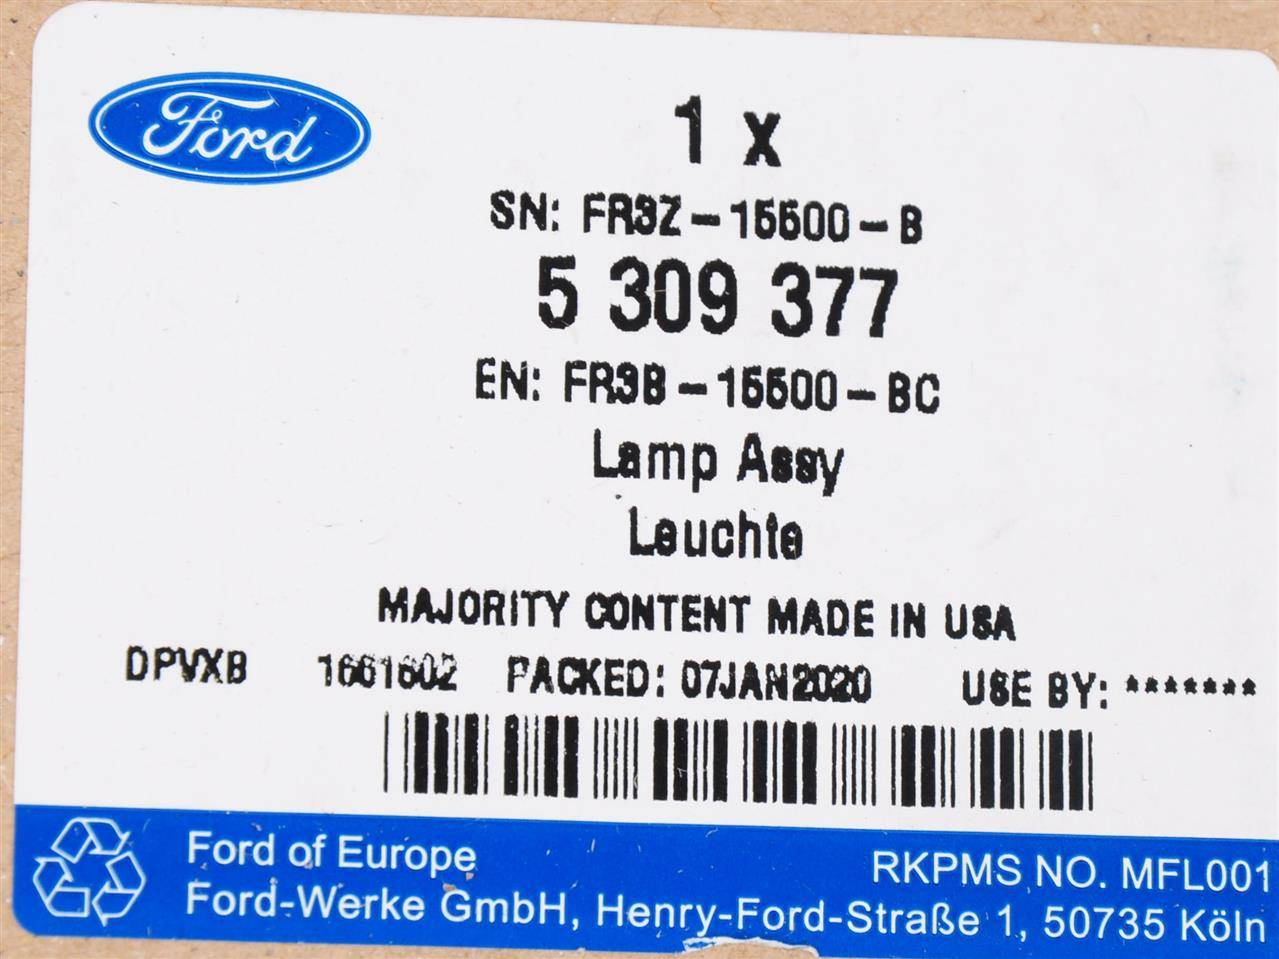 Ford
1 x
SN: FR3Z-15500-B
5 309 377
EN: FR3B-15500-BC
Lamp Assy
Leuchte
MAJORITY CONTENT MADE IN USA
DPVXB 1661602 PACKED: 07JAN2020 USE BY: *******
Ford of Europe RKPMS NO. MFL001
Ford-Werke GmbH, Henry-Ford-Straße 1, 50735 Köln